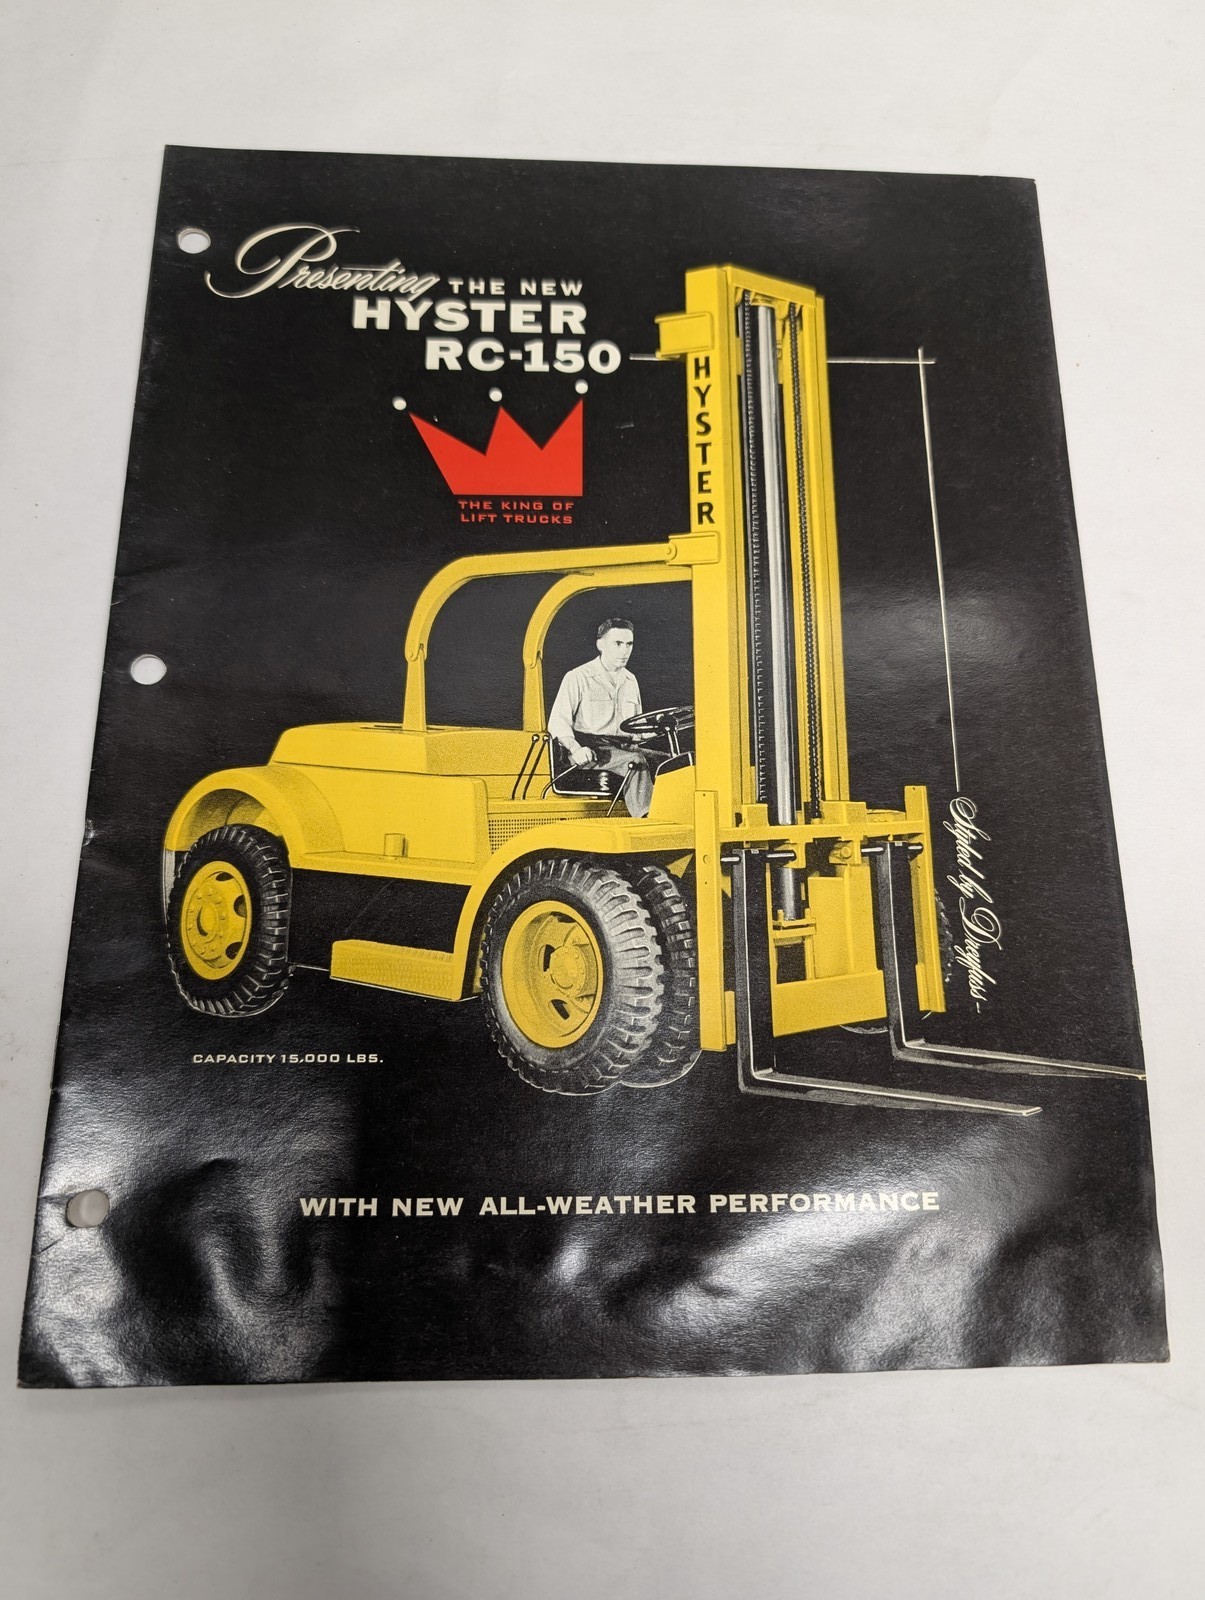 Presenting THE NEW
HYSTER
RC-150
THE KING OF
LIFT TRUCKS
HYSTER
Styled by Dreyfuss
CAPACITY 15,000 LBS.
WITH NEW ALL-WEATHER PERFORMANCE